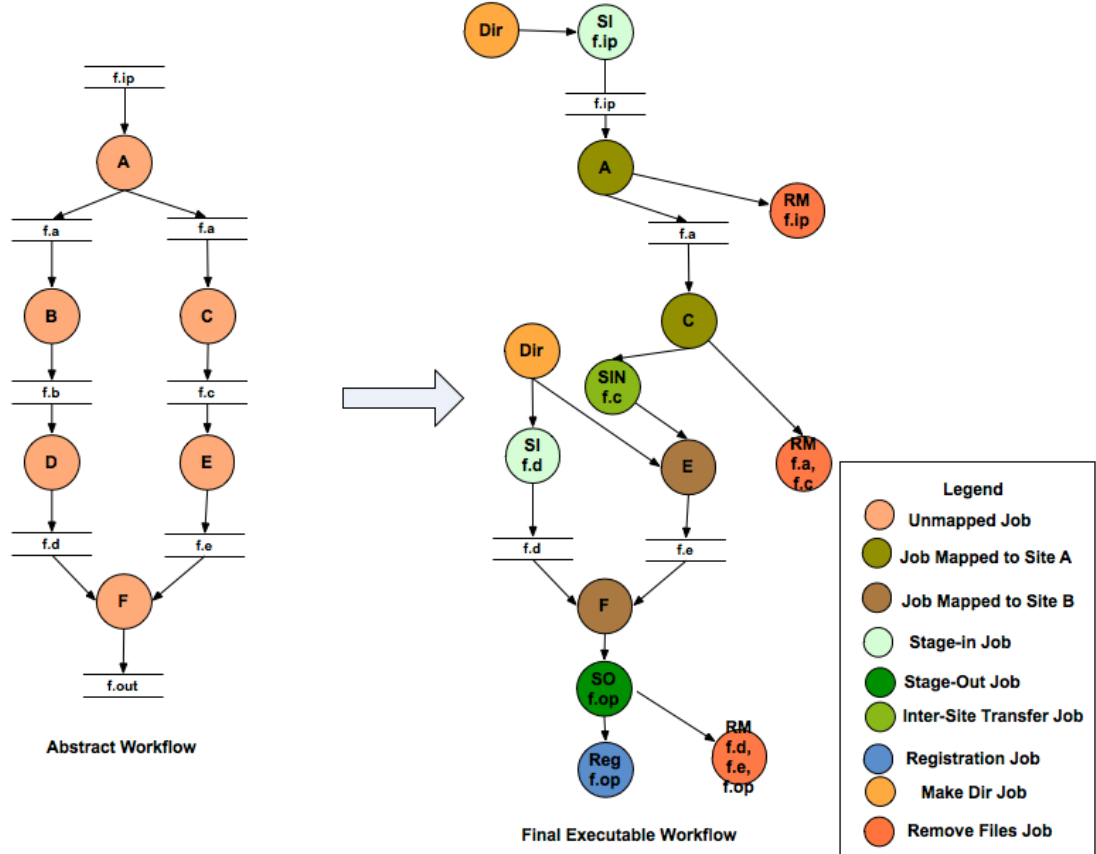 f.ip
A
f.a
f.a
B
C
f.b
f.c
D
E
f.d
f.e
F
f.out
Abstract Workflow
Dir
SI
f.ip
f.ip
A
RM
f.ip
f.a
C
Dir
SIN
f.c
SI
f.d
E
RM
f.a,
f.c
f.d
f.e
F
SO
f.op
Reg
f.op
RM
f.d,
f.e,
f.op
Final Executable Workflow
Legend
Unmapped Job
Job Mapped to Site A
Job Mapped to Site B
Stage-in Job
Stage-Out Job
Inter-Site Transfer Job
Registration Job
Make Dir Job
Remove Files Job